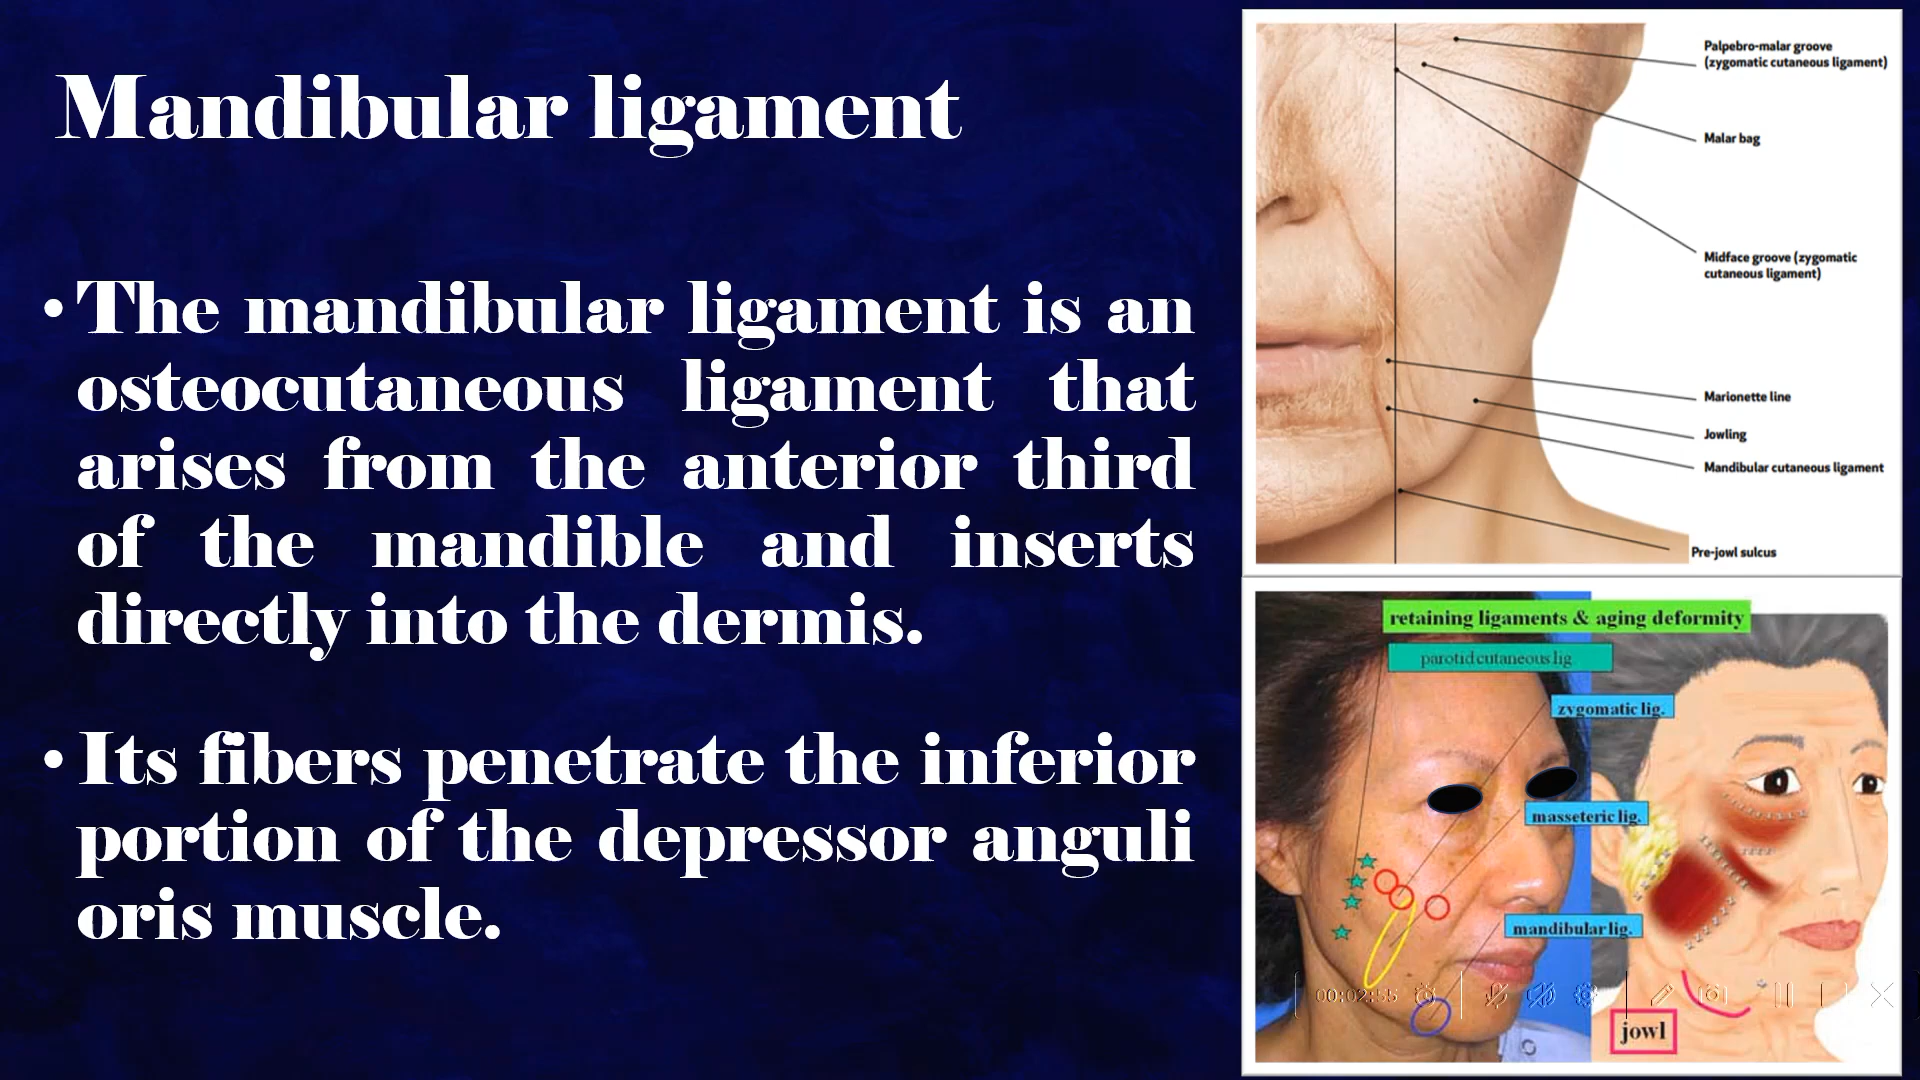 Mandibular ligament
• The mandibular ligament is an
osteocutaneous ligament that
arises from the anterior third
of the mandible and inserts
directly into the dermis.
• Its fibers penetrate the inferior
portion of the depressor anguli
oris muscle.
Palpebro-malar groove
(zygomatic cutaneous ligament)
Malar bag
Midface groove (zygomatic
cutaneous ligament)
Marionette line
Jowling
Mandibular cutaneous ligament
Pre-jowl sulcus
retaining ligaments & aging deformity
parotid cutaneous lig
zygomatic lig.
masseteric lig.
mandibular lig.
00:02:55
jowl